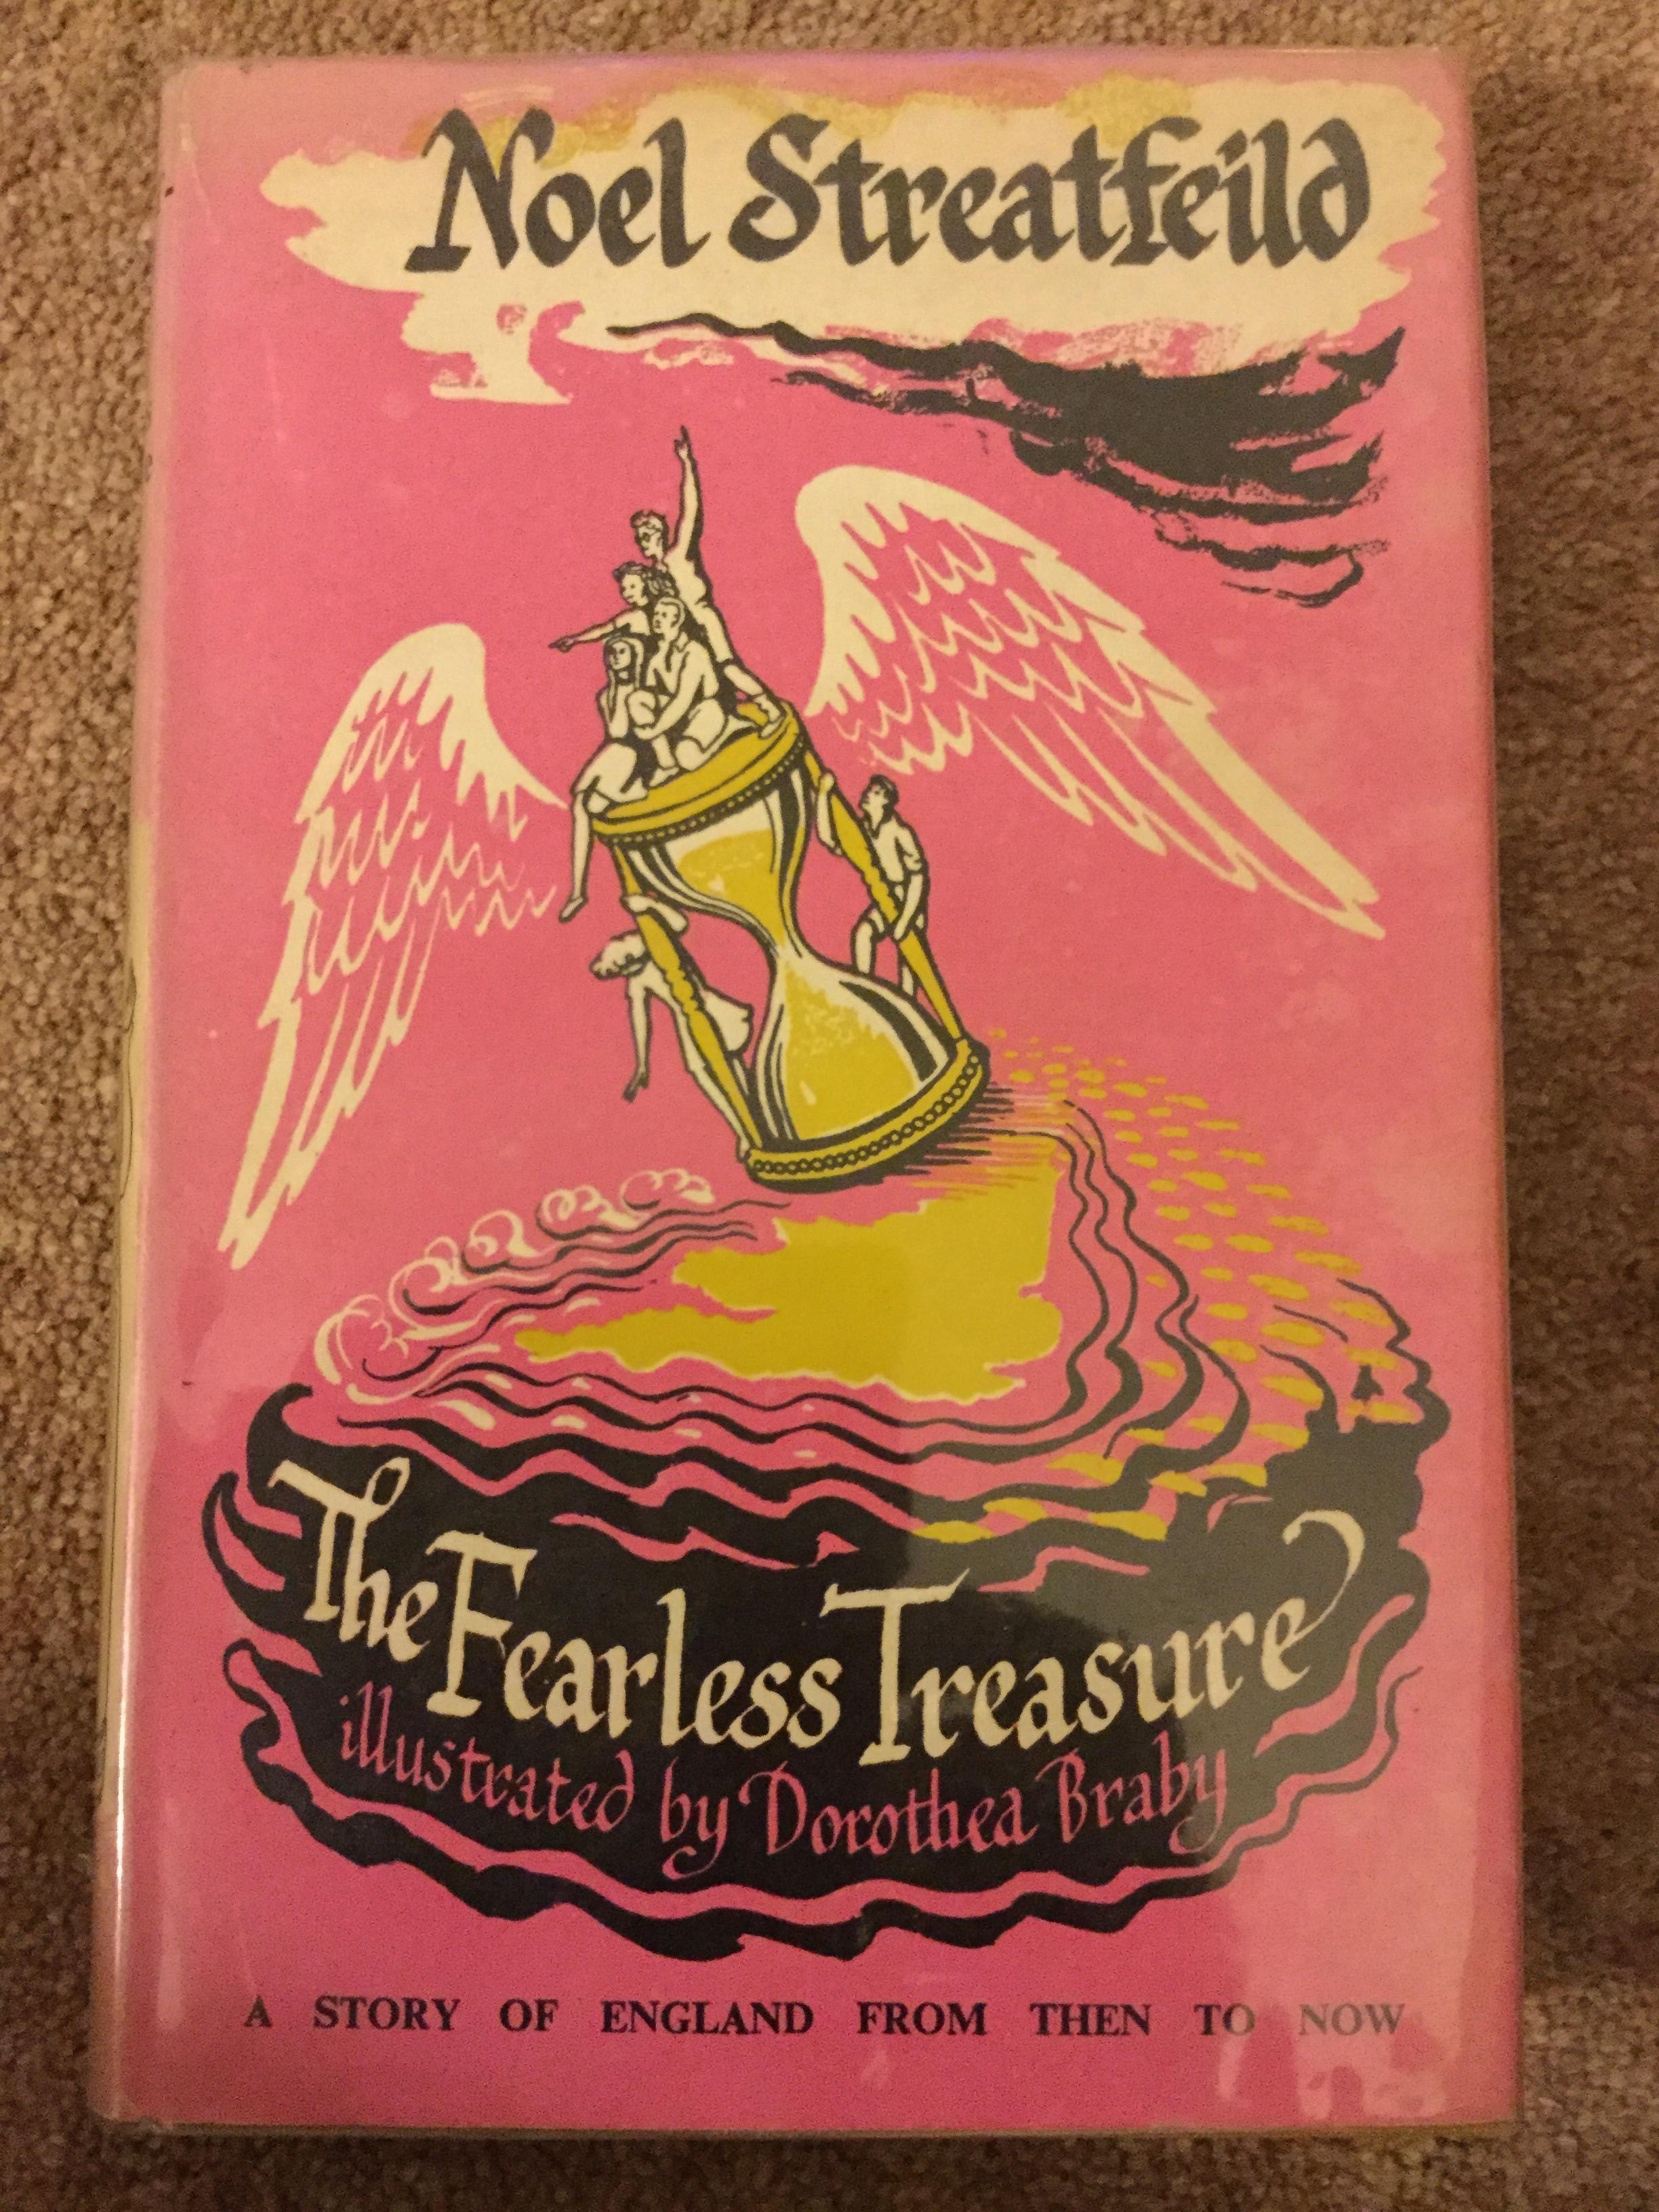 Noel Streatfeild
The Fearless Treasure
illustrated by Dorothea Braby
A STORY OF ENGLAND FROM THEN TO NOW